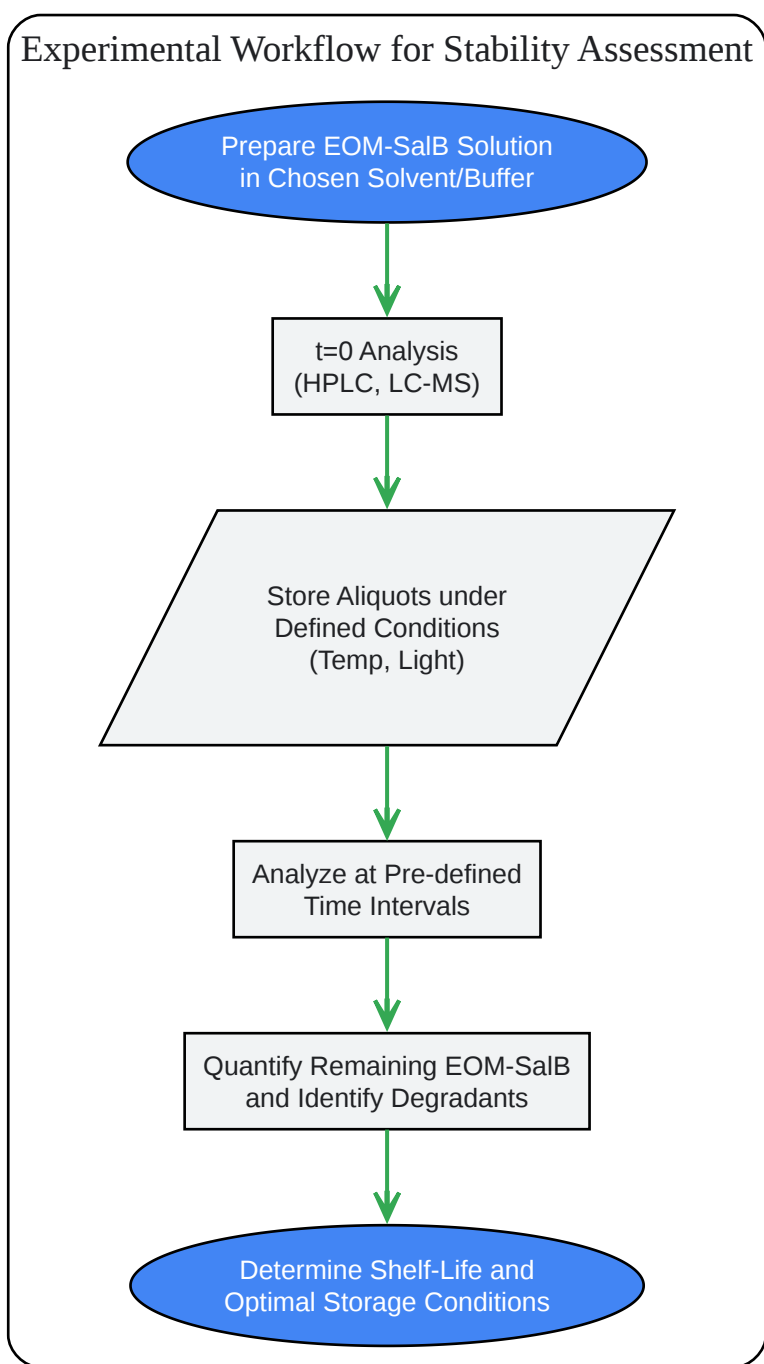 Experimental Workflow for Stability Assessment
Prepare EOM-SalB Solution
in Chosen Solvent/Buffer
t=0 Analysis
(HPLC, LC-MS)
Store Aliquots under
Defined Conditions
(Temp, Light)
Analyze at Pre-defined
Time Intervals
Quantify Remaining EOM-SalB
and Identify Degradants
Determine Shelf-Life and
Optimal Storage Conditions